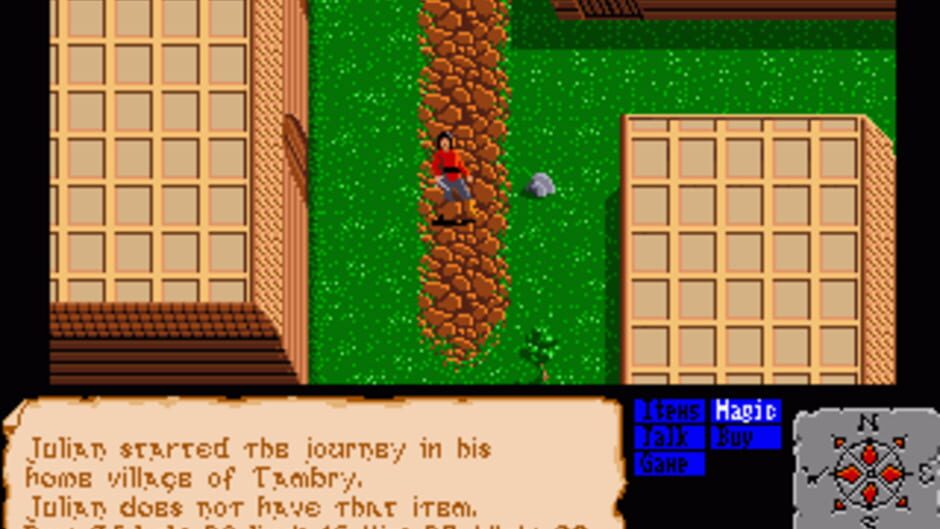 Julian started the journey in his
home village of Tambry.
Julian does not have that item.
Items Magic
Talk Buy
Game
N